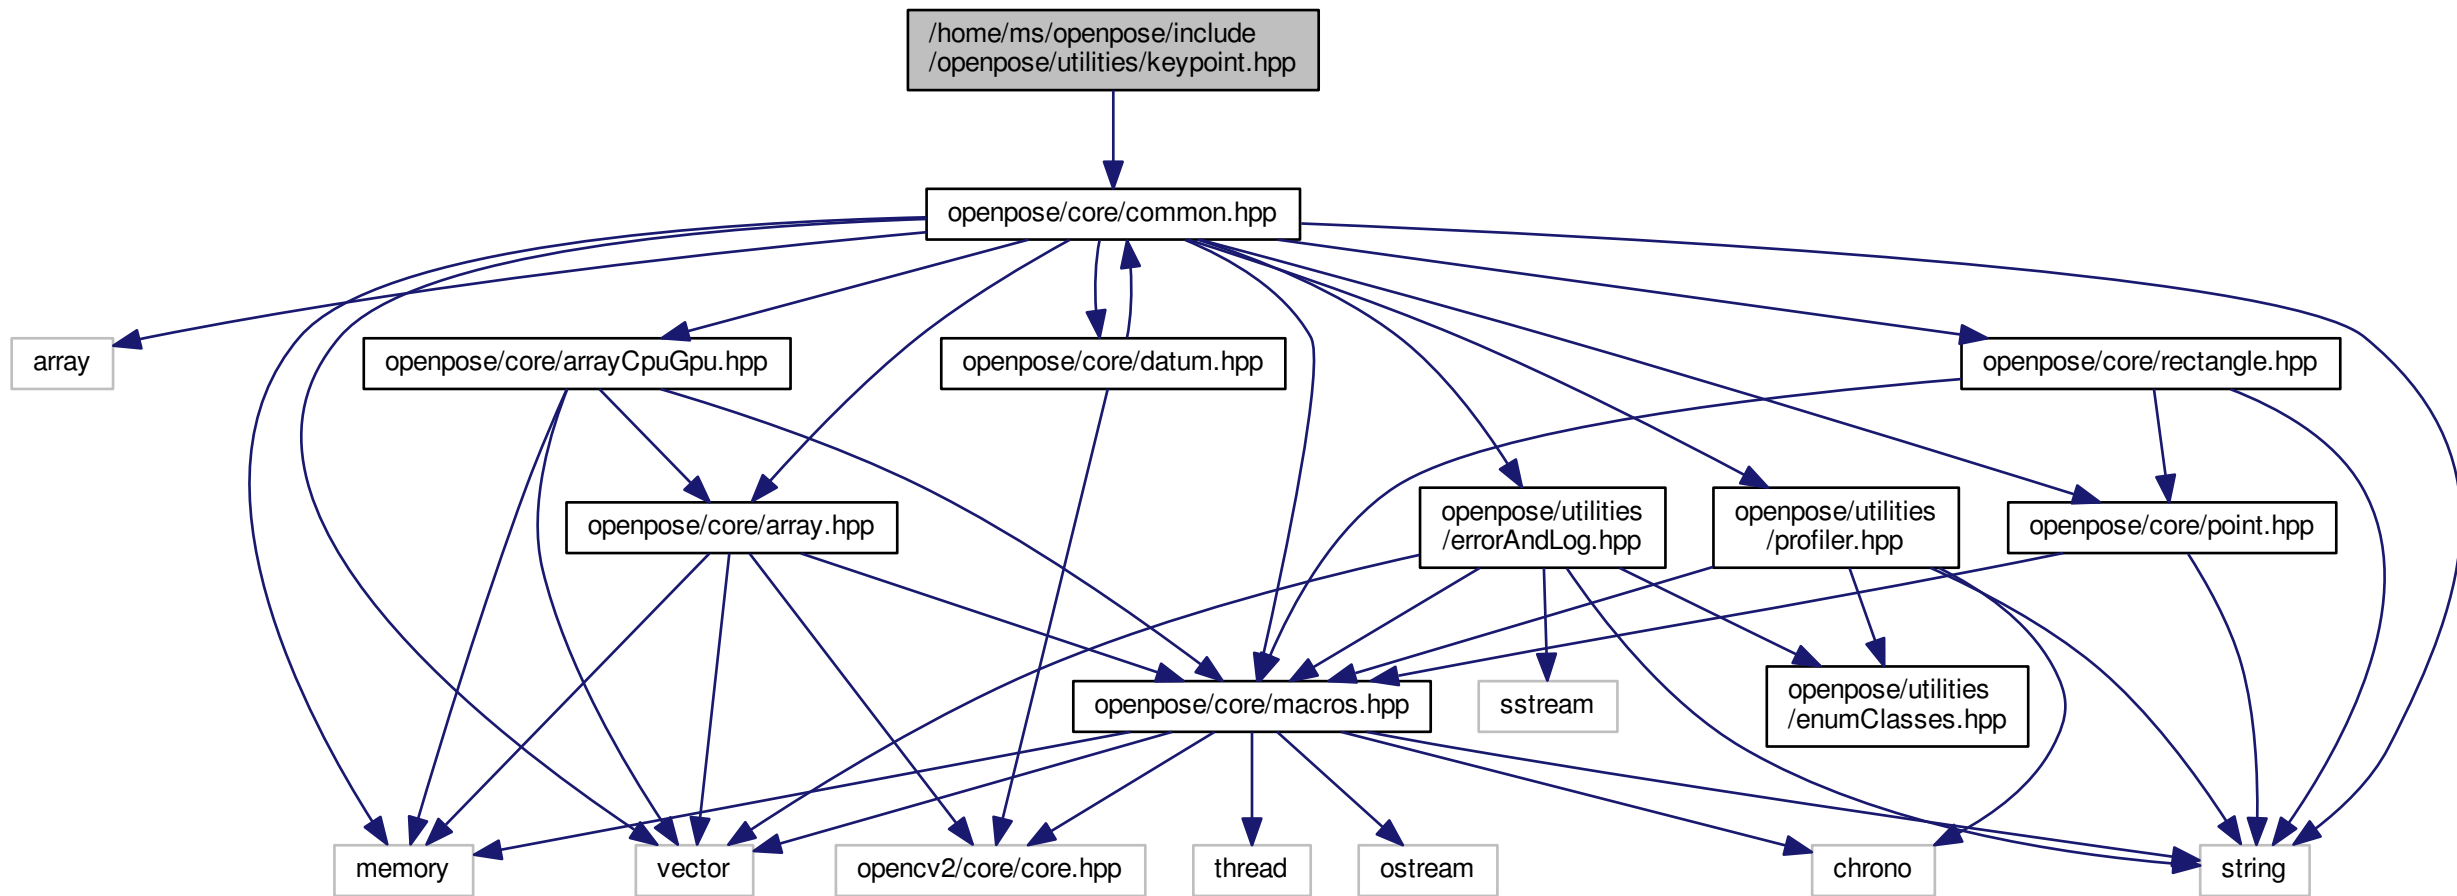 /home/ms/openpose/include
/openpose/utilities/keypoint.hpp
openpose/core/common.hpp
array
openpose/core/arrayCpuGpu.hpp
openpose/core/datum.hpp
openpose/core/rectangle.hpp
openpose/core/array.hpp
openpose/utilities
/errorAndLog.hpp
openpose/utilities
/profiler.hpp
openpose/core/point.hpp
openpose/core/macros.hpp
sstream
openpose/utilities
/enumClasses.hpp
memory
vector
opencv2/core/core.hpp
thread
ostream
chrono
string